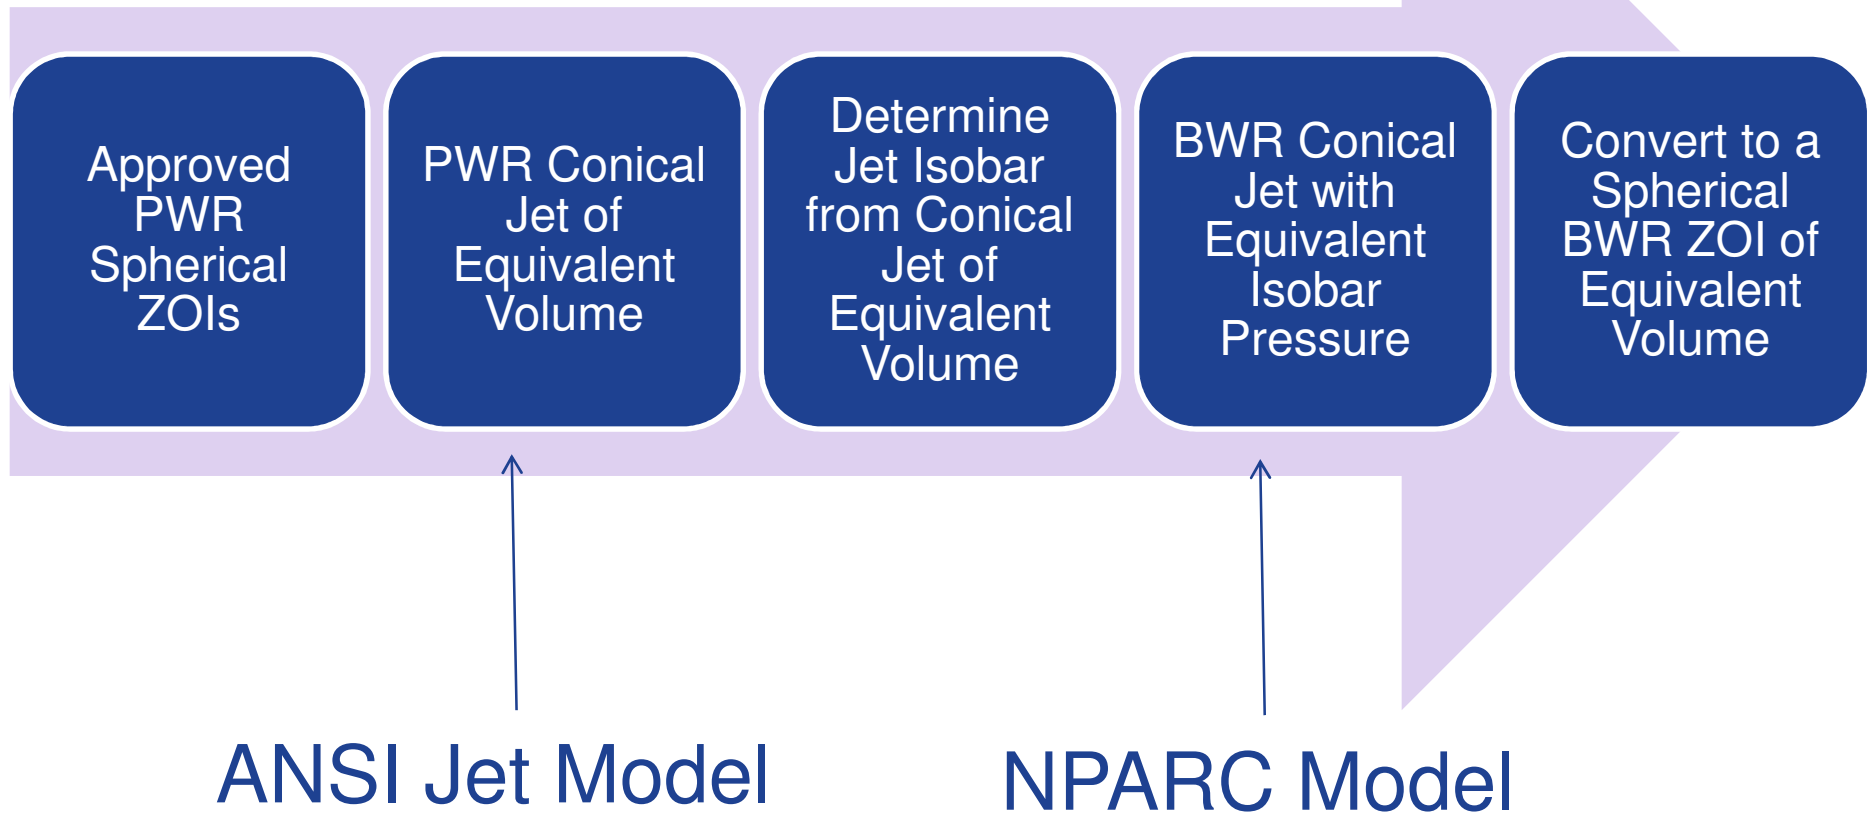 Approved
PWR
Spherical
ZOIs
PWR Conical
Jet of
Equivalent
Volume
Determine
Jet Isobar
from Conical
Jet of
Equivalent
Volume
BWR Conical
Jet with
Equivalent
Isobar
Pressure
Convert to a
Spherical
BWR ZOI of
Equivalent
Volume
ANSI Jet Model
NPARC Model